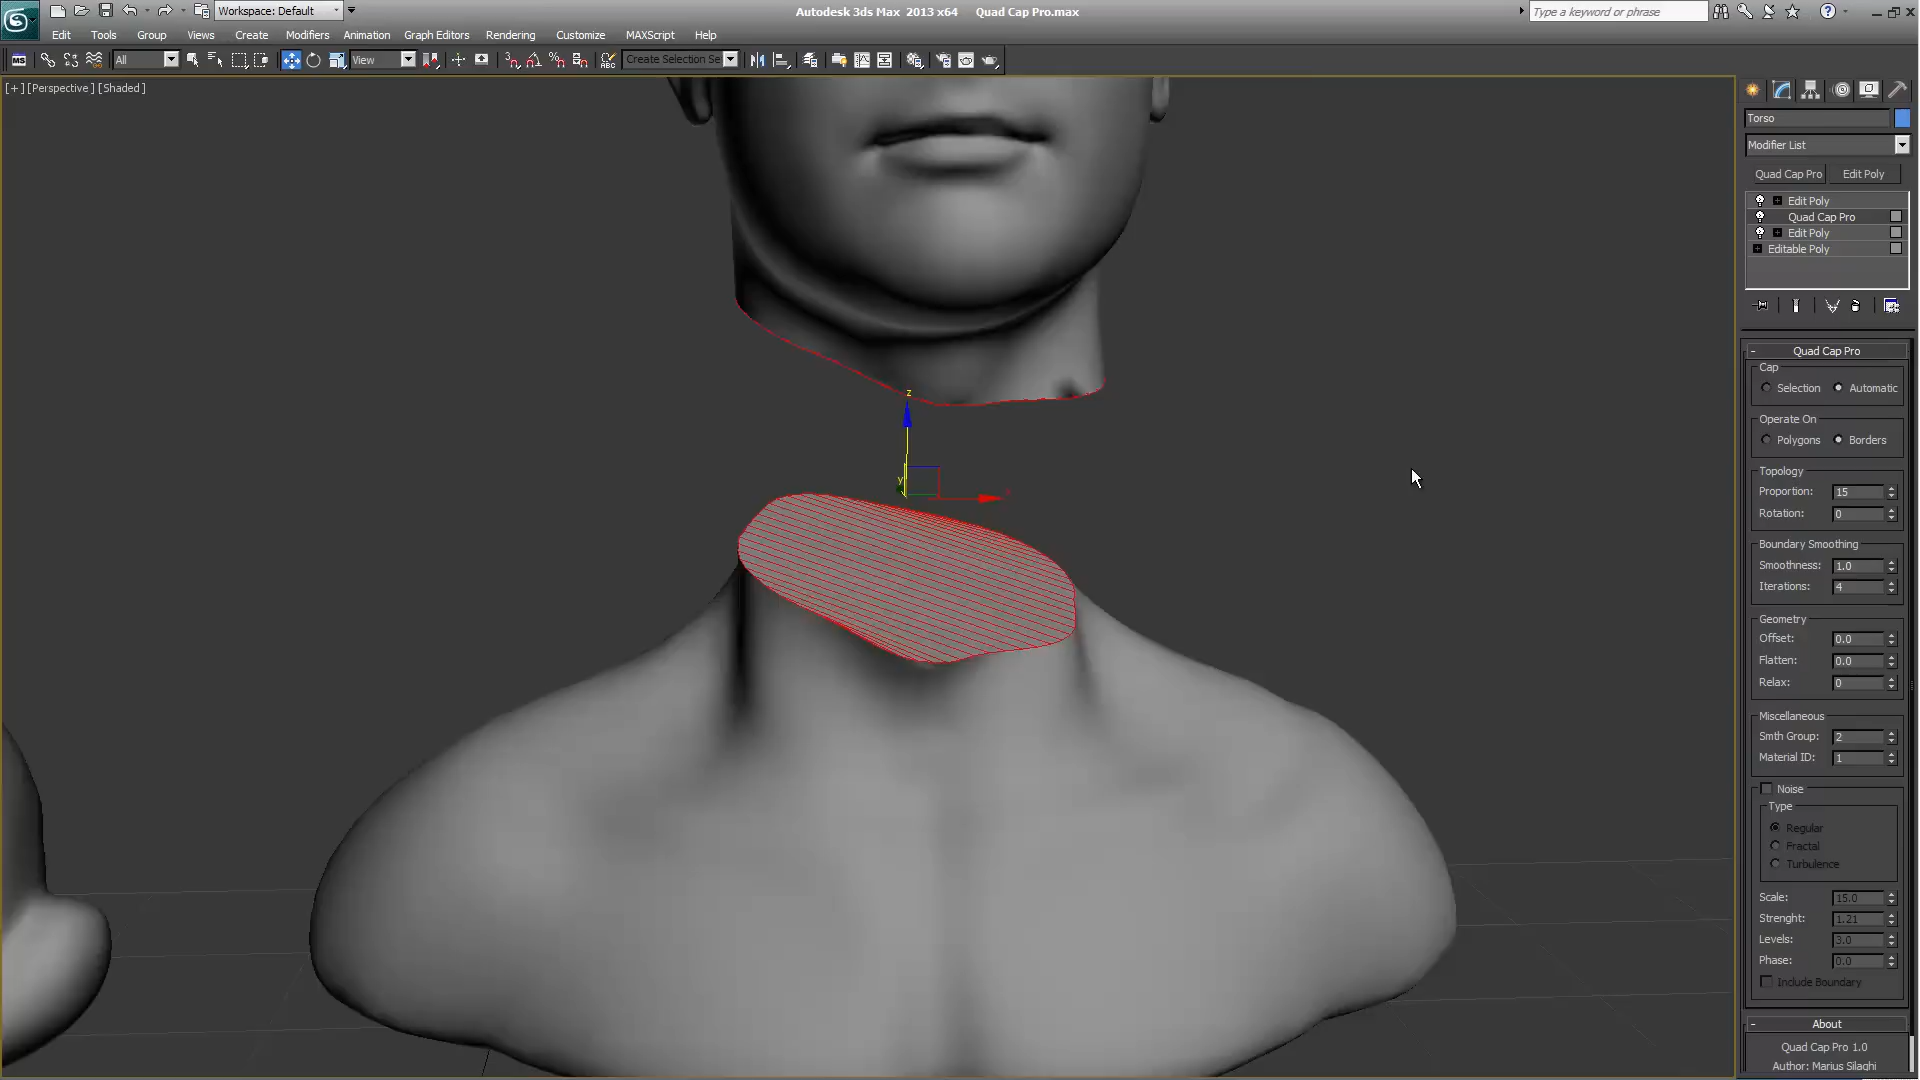 Workspace: Default
Autodesk 3ds Max 2013 x64 Quad Cap Pro.max
Type a keyword or phrase
Edit Tools Group Views Create Modifiers Animation Graph Editors Rendering Customize MAXScript Help
All
View
Create Selection Se
[+] [Perspective] [Shaded]
z
y
Torso
Modifier List
Quad Cap Pro Edit Poly
Edit Poly
Quad Cap Pro
Edit Poly
Editable Poly
Quad Cap Pro
Cap
Selection Automatic
Operate On
Polygons Borders
Topology
Proportion: 15
Rotation: 0
Boundary Smoothing
Smoothness: 1.0
Iterations: 4
Geometry
Offset: 0.0
Flatten: 0.0
Relax: 0
Miscellaneous
Smth Group: 2
Material ID: 1
Noise
Type
Regular
Fractal
Turbulence
Scale: 15.0
Strenght: 1.21
Levels: 3.0
Phase: 0.0
Include Boundary
About
Quad Cap Pro 1.0
Author: Marius Silaghi